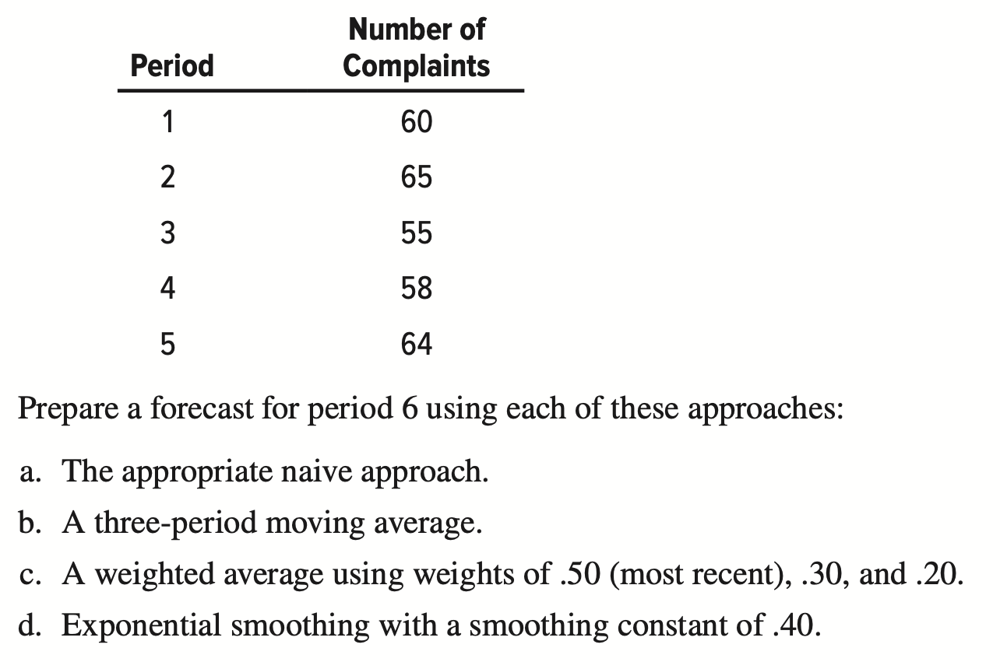 Number of
Period Complaints
1 60
2 65
3 55
4 58
5 64
Prepare a forecast for period 6 using each of these approaches:
a. The appropriate naive approach.
b. A three-period moving average.
c. A weighted average using weights of .50 (most recent), .30, and .20.
d. Exponential smoothing with a smoothing constant of .40.